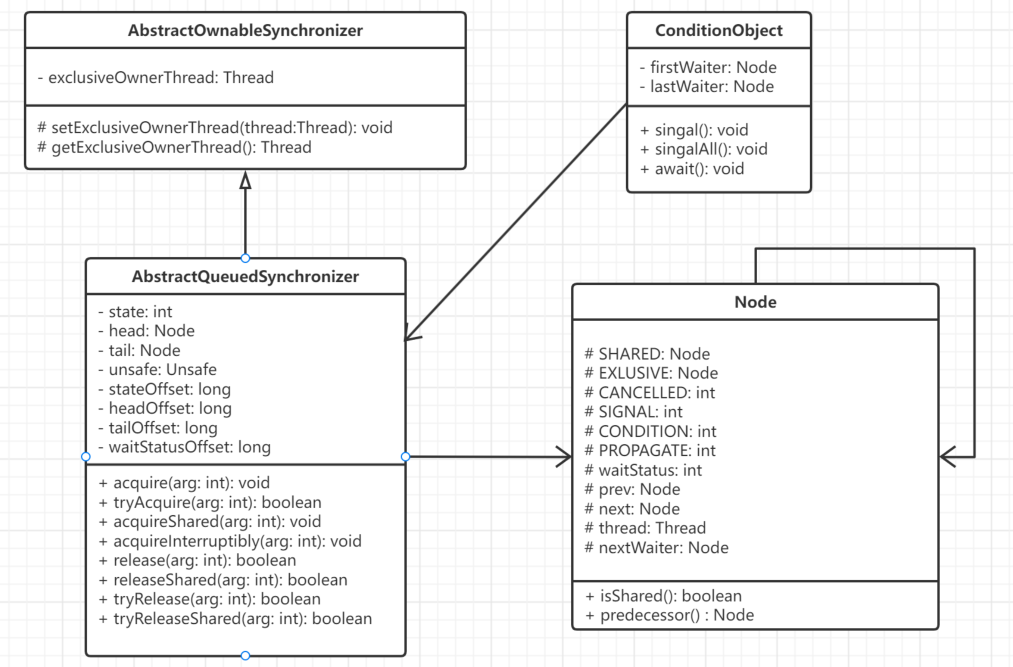 AbstractOwnableSynchronizer
- exclusiveOwnerThread: Thread
# setExclusiveOwnerThread(thread:Thread): void
# getExclusiveOwnerThread(): Thread
ConditionObject
- firstWaiter: Node
- lastWaiter: Node
+ singal(): void
+ singalAll(): void
+ await(): void
AbstractQueuedSynchronizer
- state: int
- head: Node
- tail: Node
- unsafe: Unsafe
- stateOffset: long
- headOffset: long
- tailOffset: long
- waitStatusOffset: long
+ acquire(arg: int): void
+ tryAcquire(arg: int): boolean
+ acquireShared(arg: int): void
+ acquireInterruptibly(arg: int): void
+ release(arg: int): boolean
+ releaseShared(arg: int): boolean
+ tryRelease(arg: int): boolean
+ tryReleaseShared(arg: int): boolean
Node
# SHARED: Node
# EXLUSIVE: Node
# CANCELLED: int
# SIGNAL: int
# CONDITION: int
# PROPAGATE: int
# waitStatus: int
# prev: Node
# next: Node
# thread: Thread
# nextWaiter: Node
+ isShared(): boolean
+ predecessor() : Node